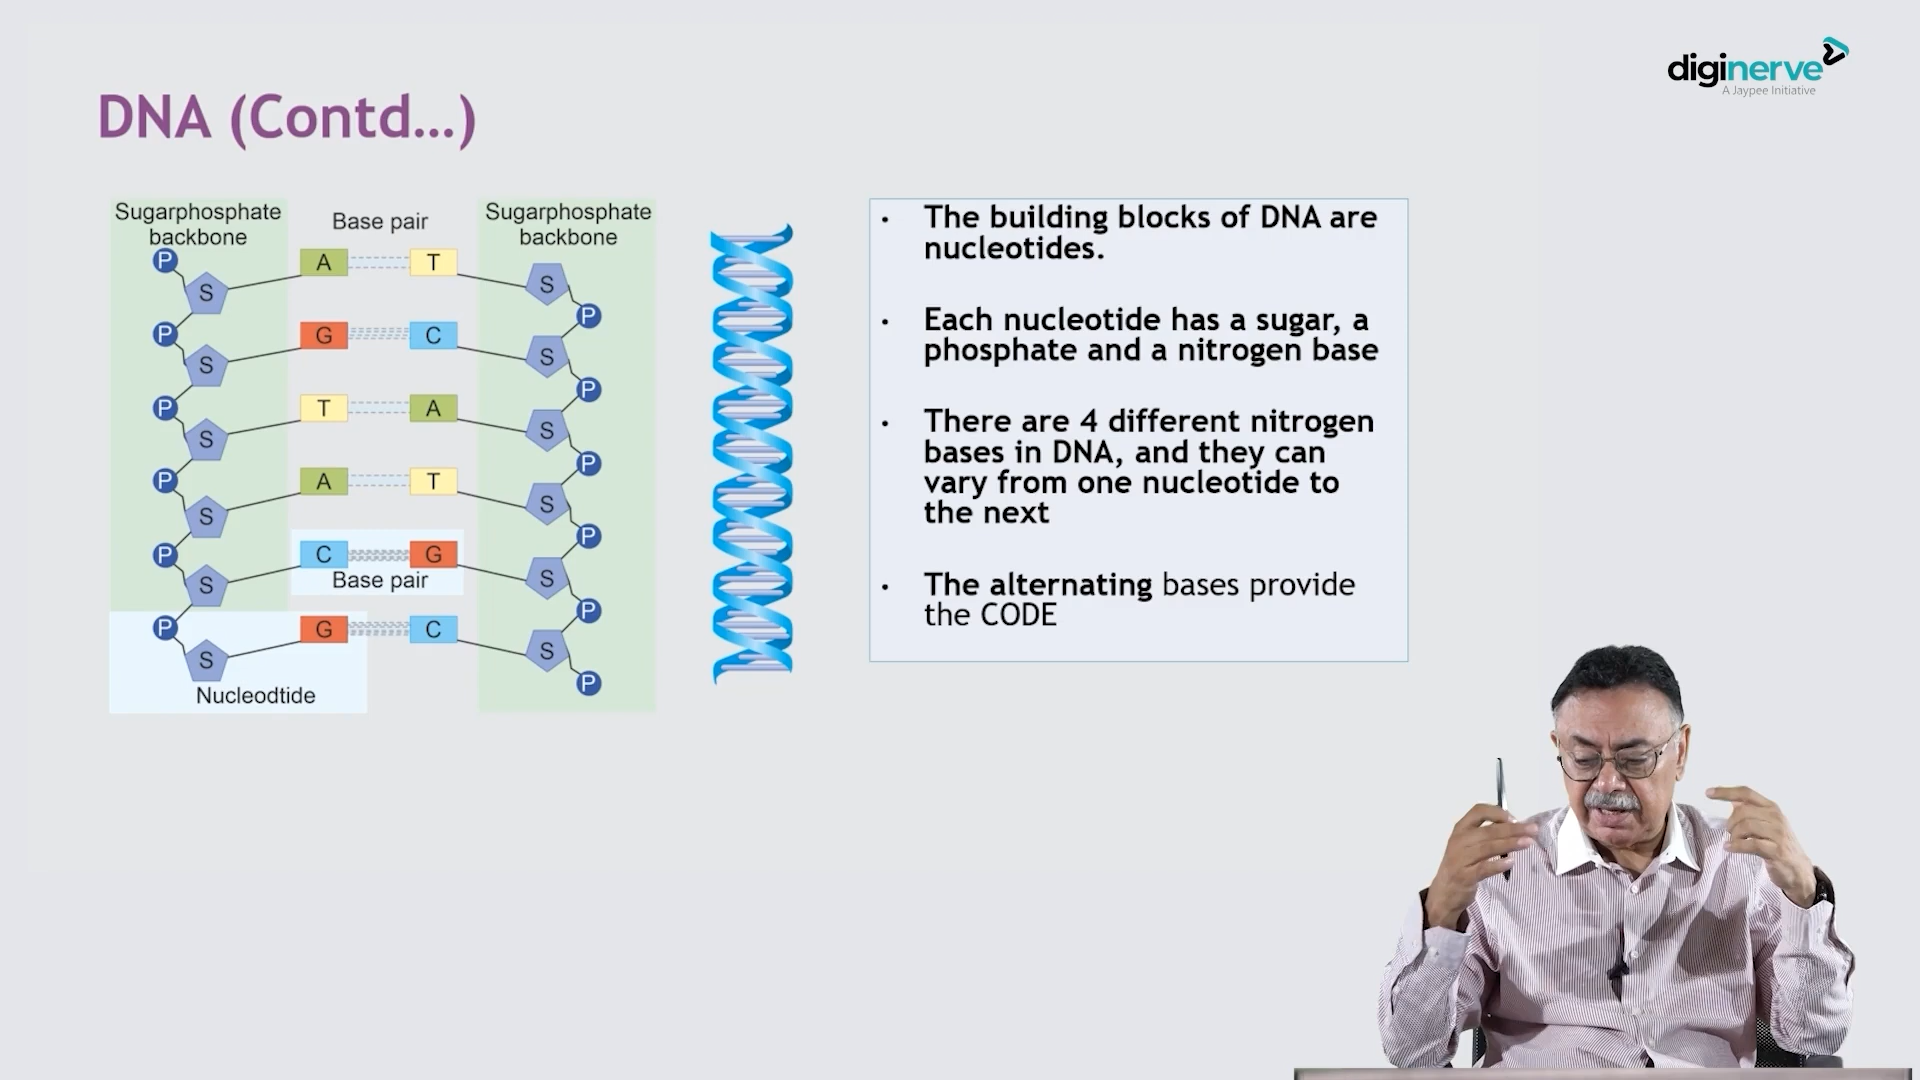 diginerve
A Jaypee Initiative
DNA (Contd...)
Sugarphosphate
backbone
Base pair
Sugarphosphate
backbone
P
A
T
S
S
P
P
G
C
S
S
P
P
T
A
S
S
P
P
A
T
S
S
P
P
C
G
Base pair
S
S
P
P
G
C
S
S
Nucleodtide
P
• The building blocks of DNA are
nucleotides.
• Each nucleotide has a sugar, a
phosphate and a nitrogen base
• There are 4 different nitrogen
bases in DNA, and they can
vary from one nucleotide to
the next
• The alternating bases provide
the CODE